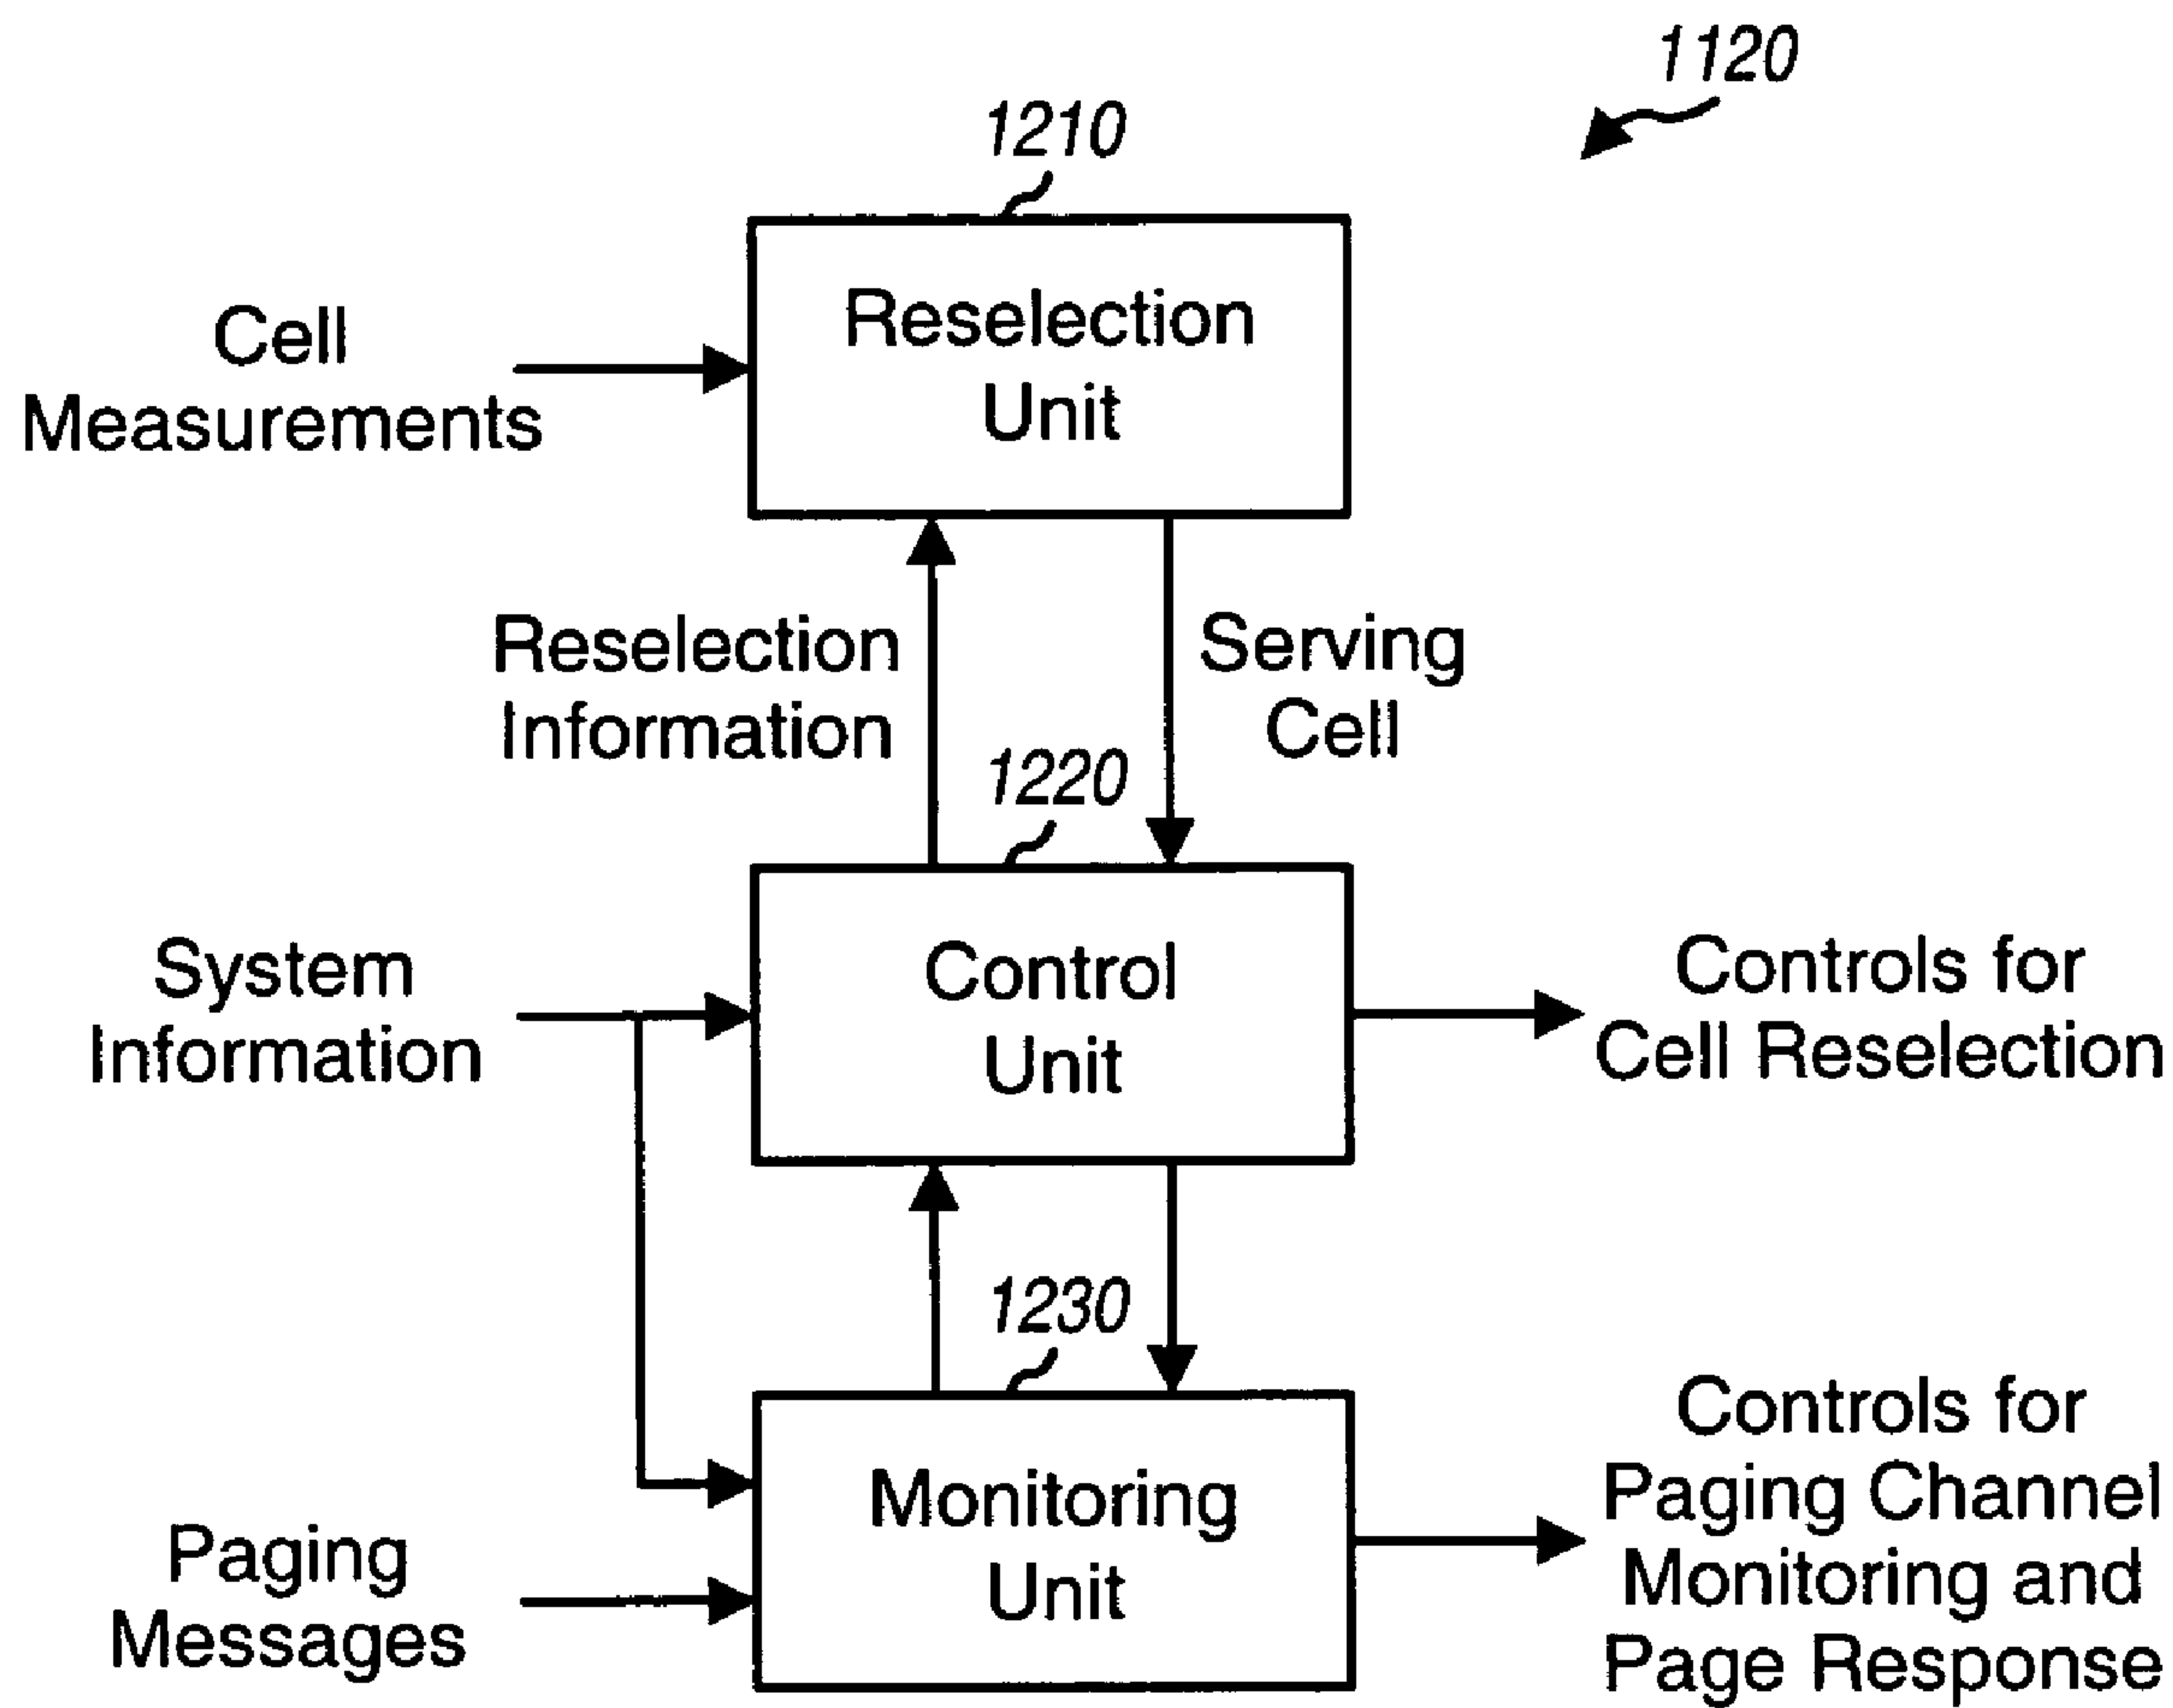 1120
1210
Reselection
Unit
Cell
Measurements
Reselection
Information
Serving
Cell
1220
Control
Unit
System
Information
Controls for
Cell Reselection
1230
Monitoring
Unit
Paging
Messages
Controls for
Paging Channel
Monitoring and
Page Response